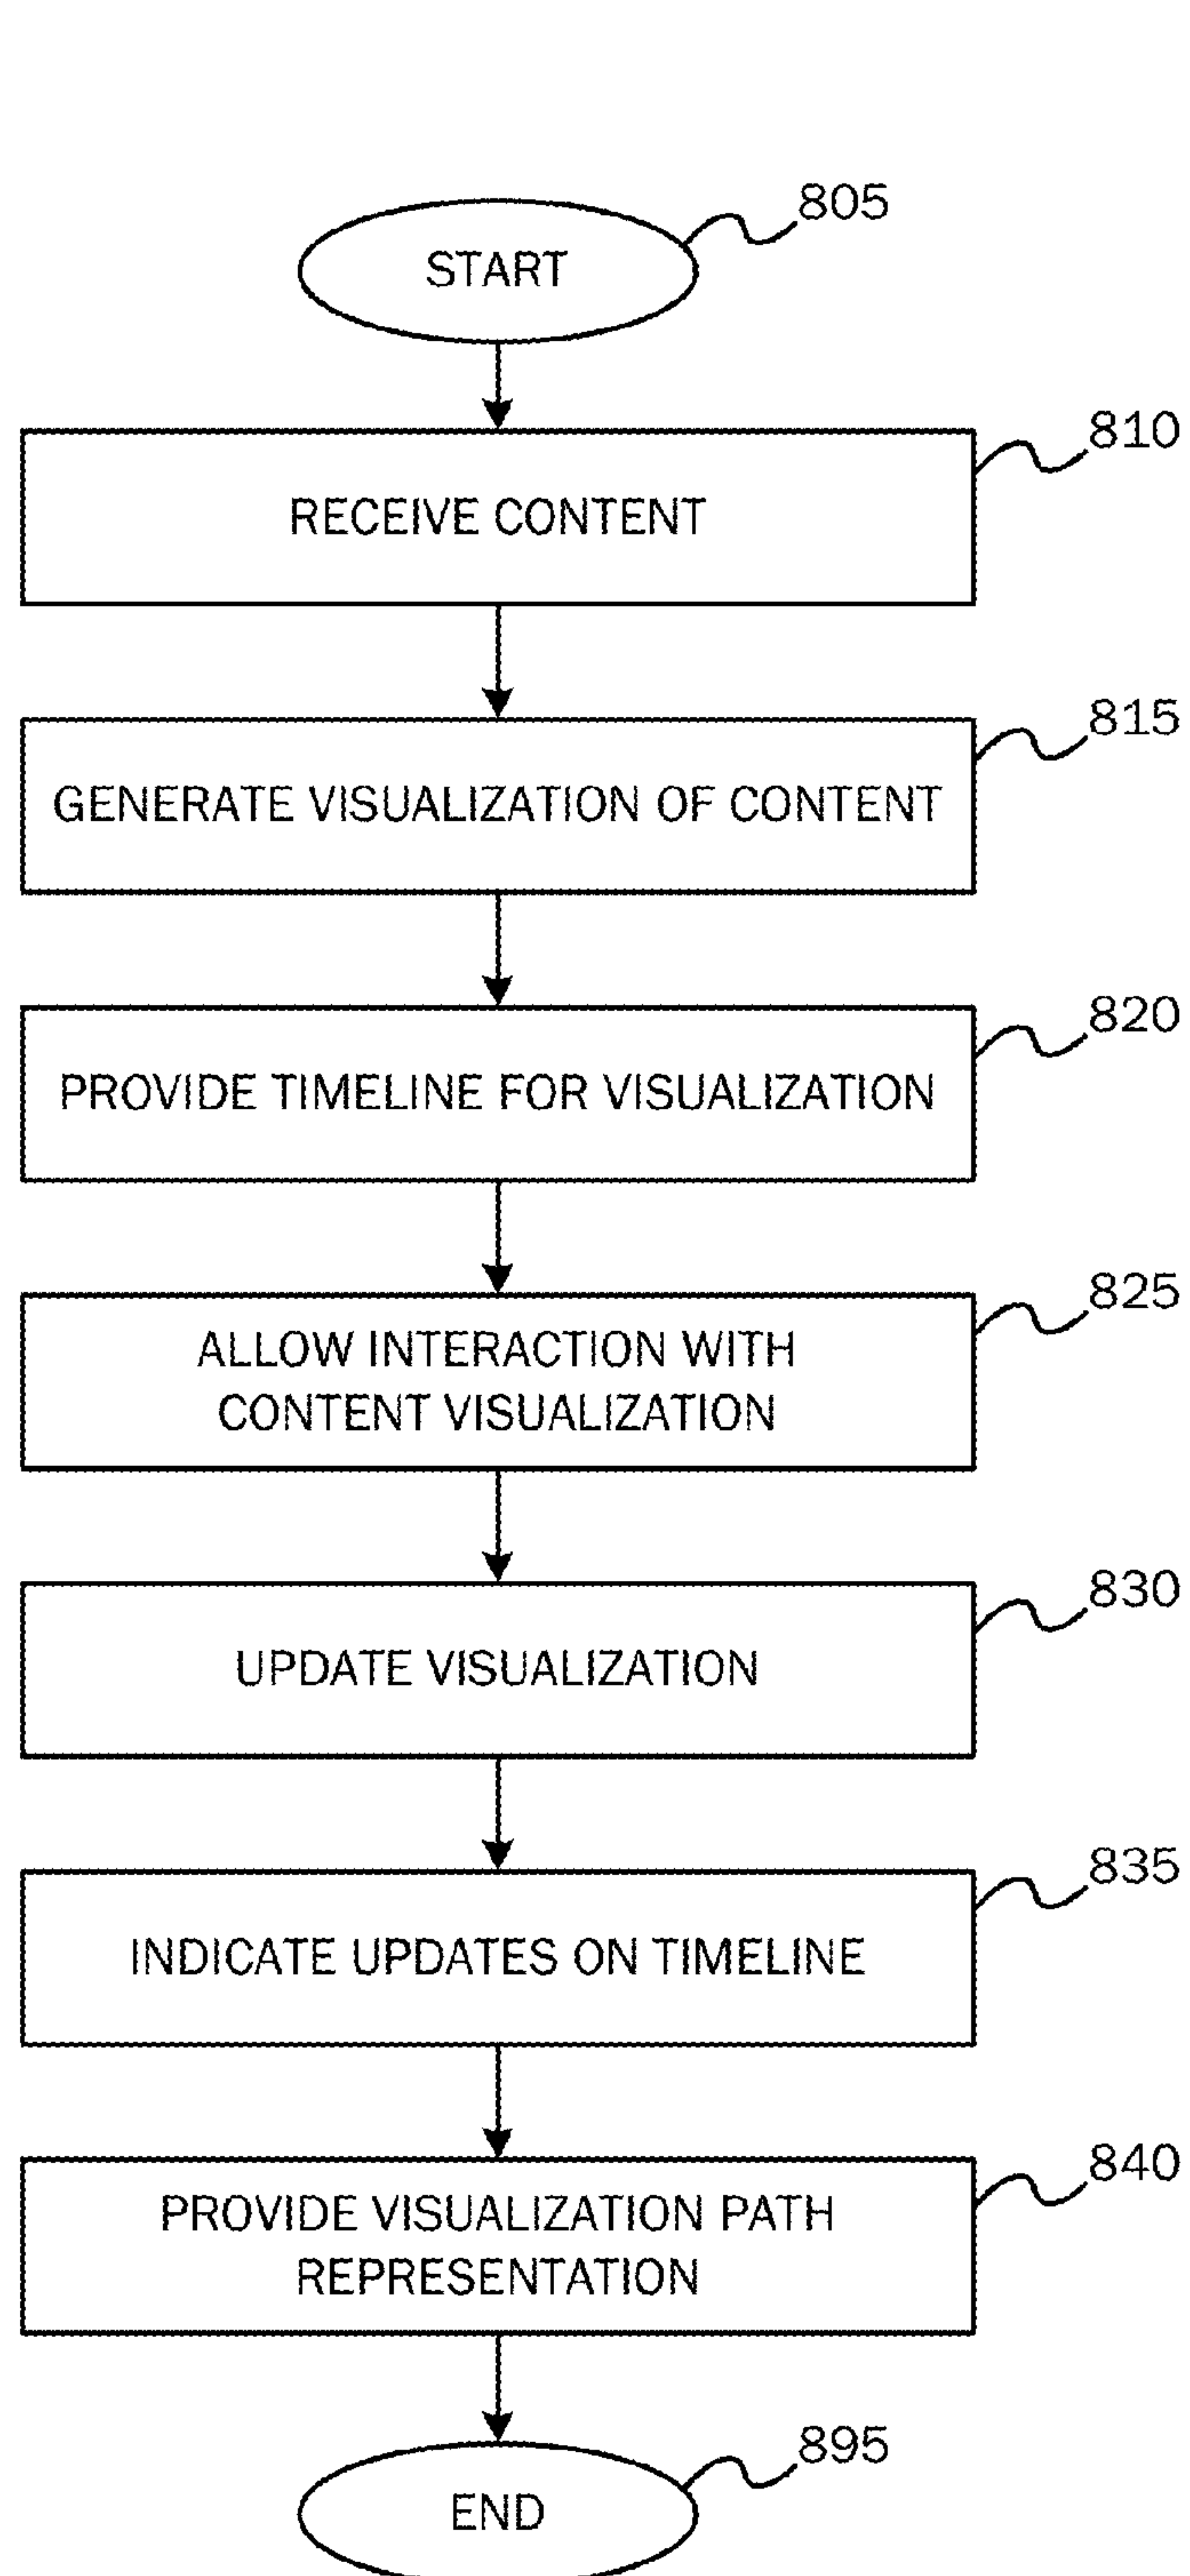 805
START
810
RECEIVE CONTENT
815
GENERATE VISUALIZATION OF CONTENT
820
PROVIDE TIMELINE FOR VISUALIZATION
825
ALLOW INTERACTION WITH
CONTENT VISUALIZATION
830
UPDATE VISUALIZATION
835
INDICATE UPDATES ON TIMELINE
840
PROVIDE VISUALIZATION PATH
REPRESENTATION
895
END